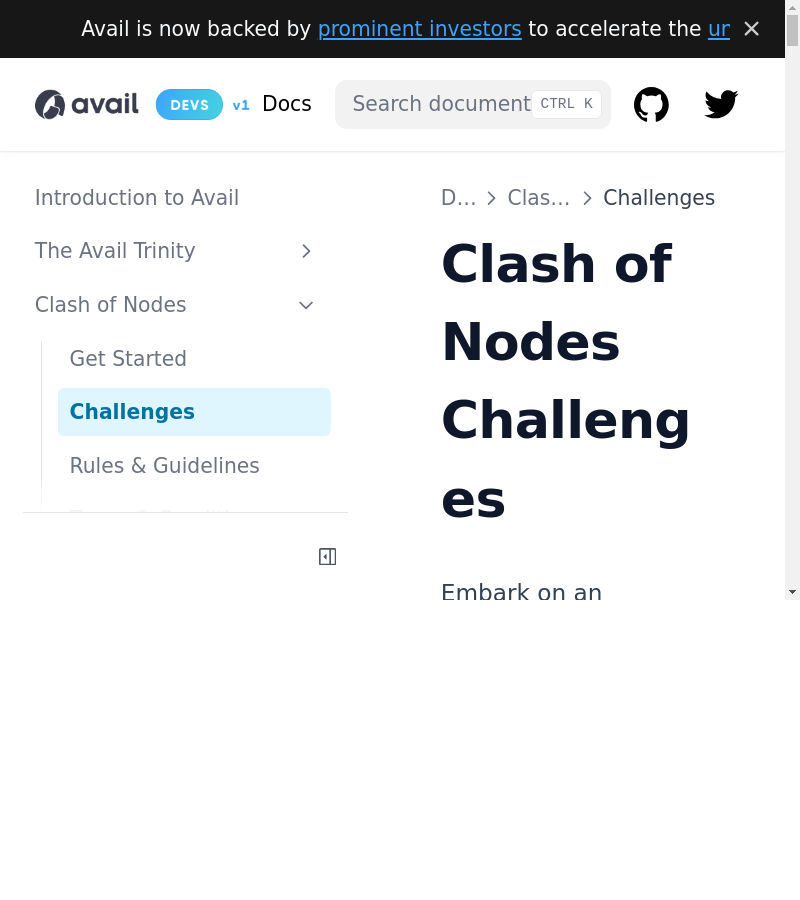 Avail is now backed by prominent investors to accelerate the ur
avail DEVS v1 Docs Search document CTRL K
Introduction to Avail
The Avail Trinity
Clash of Nodes
Get Started
Challenges
Rules & Guidelines
D… Clas… Challenges
Clash of
Nodes
Challeng
es
Embark on an